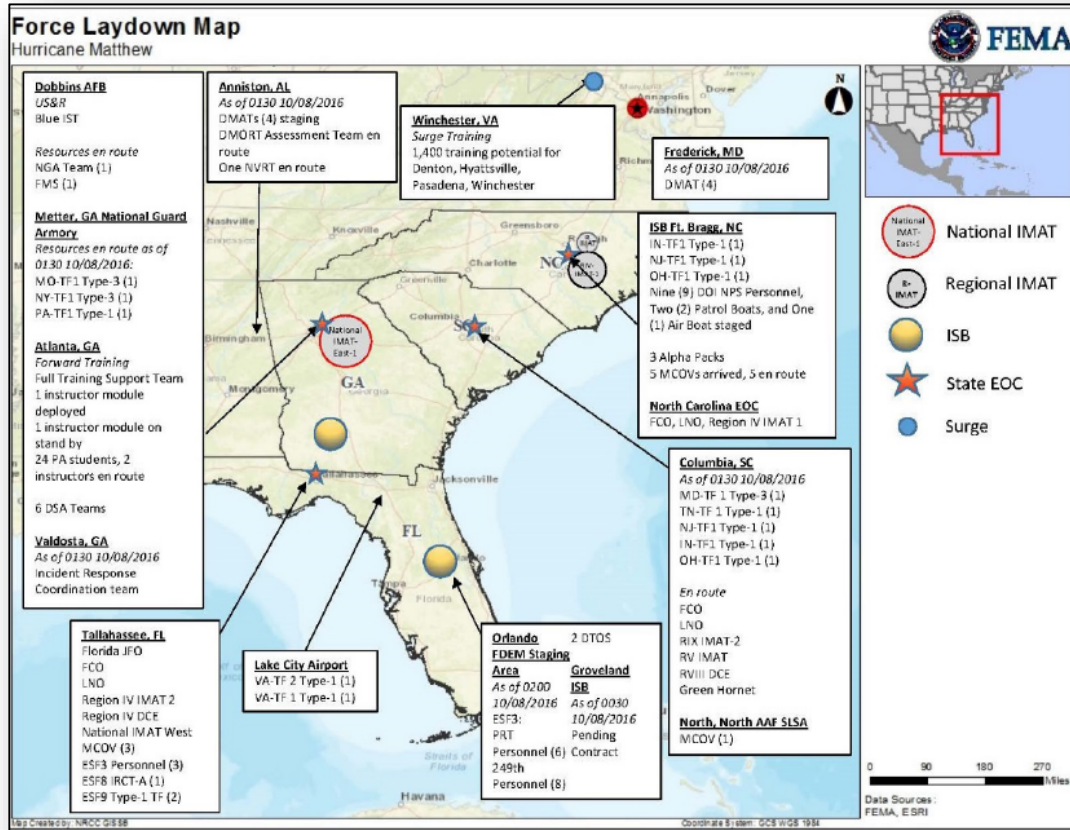 Force Laydown Map
Hurricane Matthew
FEMA
Dobbins AFB
US&R
Blue IST
Resources en route
NGA Team (1)
FMS (1)
Metter, GA National Guard
Armory
Resources en route as of
0130 10/08/2016:
MO-TF1 Type-3 (1)
NY-TF1 Type-3 (1)
PA-TF1 Type-1 (1)
Atlanta, GA
Forward Training
Full Training Support Team
1 instructor module
deployed
1 instructor module on
stand by
24 PA students, 2
instructors en route
6 DSA Teams
Valdosta, GA
As of 0130 10/08/2016
Incident Response
Coordination team
Anniston, AL
As of 0130 10/08/2016
DMATs (4) staging
DMORT Assessment Team en
route
One NVRT en route
Winchester, VA
Surge Training
1,400 training potential for
Denton, Hyattsville,
Pasadena, Winchester
Frederick, MD
As of 0130 10/08/2016
DMAT (4)
ISB Ft. Bragg, NC
IN-TF1 Type-1 (1)
NJ-TF1 Type-1 (1)
OH-TF1 Type-1 (1)
Nine (9) DOI NPS Personnel,
Two (2) Patrol Boats, and One
(1) Air Boat staged
3 Alpha Packs
5 MCOVs arrived, 5 en route
North Carolina EOC
FCO, LNO, Region IV IMAT 1
Columbia, SC
As of 0130 10/08/2016
MD-TF 1 Type-3 (1)
TN-TF 1 Type-1 (1)
NJ-TF1 Type-1 (1)
IN-TF1 Type-1 (1)
OH-TF1 Type-1 (1)
En route
FCO
LNO
RIX IMAT-2
RV IMAT
RVIII DCE
Green Hornet
North, North AAF SLSA
MCOV (1)
Tallahassee, FL
Florida JFO
FCO
LNO
Region IV IMAT 2
Region IV DCE
National IMAT West
MCOV (3)
ESF3 Personnel (3)
ESF8 IRCT-A (1)
ESF9 Type-1 TF (2)
Lake City Airport
VA-TF 2 Type-1 (1)
VA-TF 1 Type-1 (1)
Orlando
FDEM Staging
Area
As of 0200
10/08/2016
ESF3:
PRT
Personnel (6)
249th
Personnel (8)
2 DTOS
Groveland
ISB
As of 0030
10/08/2016
Pending
Contract
Annapolis
Dover
Washington
Nashville
Knoxville
Greensboro
Charlotte
Greenville
Columbia
Birmingham
Montgomery
Georgia
Jacksonville
Tampa
Florida
Straits of
Florida
Havana
NC
SC
GA
FL
National
IMAT-
East-1
N
National
IMAT-
East-1
National IMAT
R-
IMAT
Regional IMAT
ISB
State EOC
Surge
0 90 180 270
Miles
Data Sources:
FEMA, ESRI
Map Created by: NRCC GISSB
Coordinate System: GCS WGS 1984